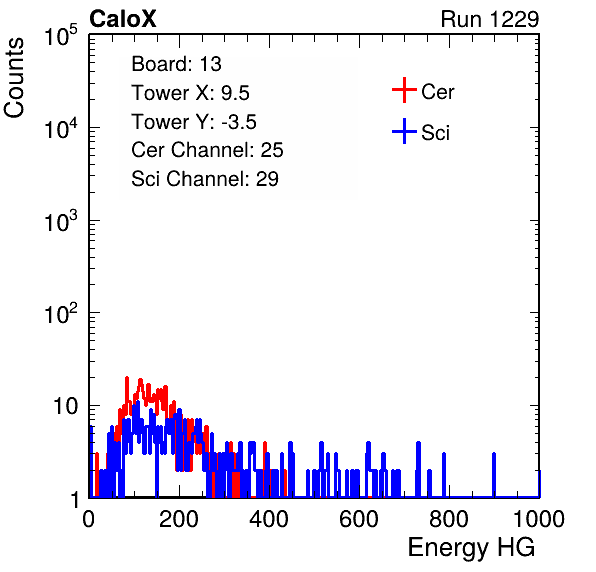 CaloX Run 1229
Counts
Board: 13
Tower X: 9.5
Tower Y: -3.5
Cer Channel: 25
Sci Channel: 29
Cer
Sci
10^5
10^4
10^3
10^2
10
1
0 200 400 600 800 1000
Energy HG